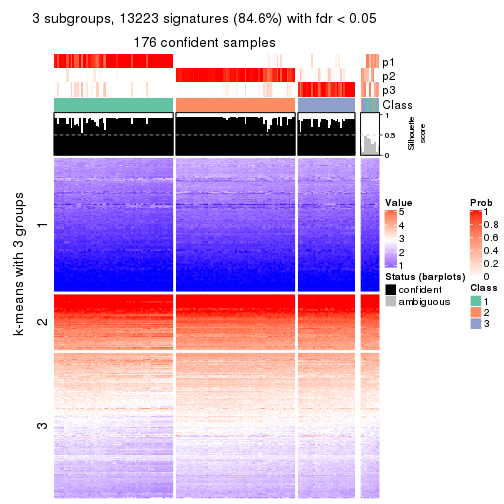 3 subgroups, 13223 signatures (84.6%) with fdr < 0.05
176 confident samples
p1
p2
p3
Class
1
0.5
0
Silhouette
score
k-means with 3 groups
1
2
3
Value
5
4
3
2
1
Status (barplots)
confident
ambiguous
Prob
1
0.8
0.6
0.4
0.2
0
Class
1
2
3